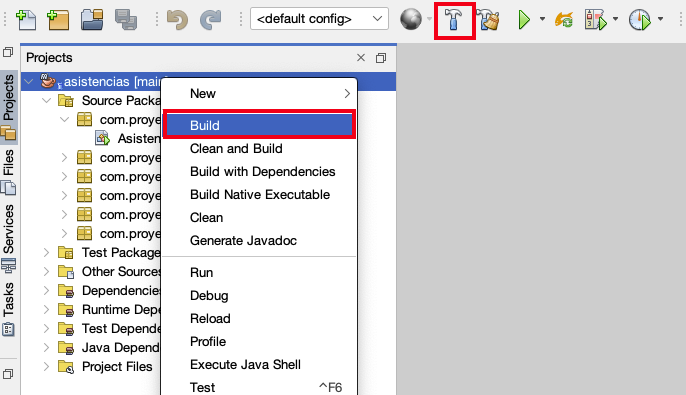 <default config>
Projects
asistencias [main]
Source Packa
com.proye
Asisten
com.proye
com.proye
com.proye
com.proye
com.proye
Test Package
Other Sources
Dependencies
Runtime Dep
Test Depende
Java Depend
Project Files
New
Build
Clean and Build
Build with Dependencies
Build Native Executable
Clean
Generate Javadoc
Run
Debug
Reload
Profile
Execute Java Shell
Test ^F6
Projects
Files
Services
Tasks